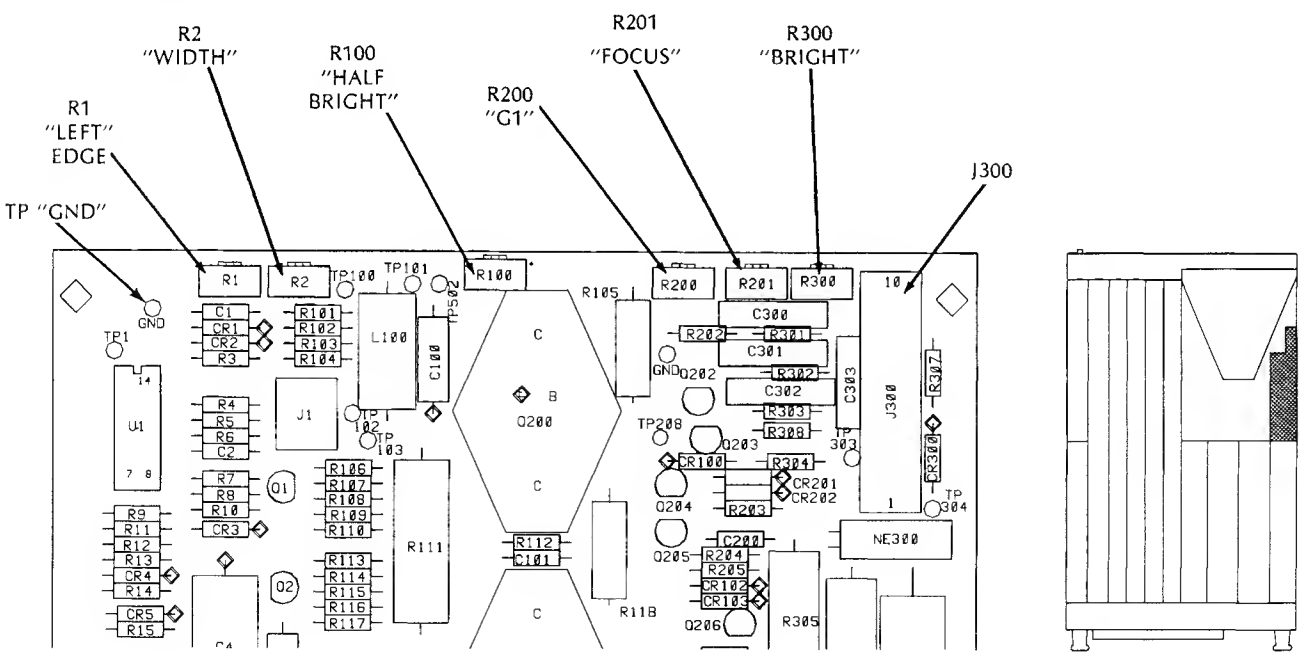 R2
"WIDTH"
R100
"HALF
BRIGHT"
R201
"FOCUS"
R300
"BRIGHT"
R200
"G1"
R1
"LEFT"
EDGE
J300
TP "GND"
R1
R2
TP100
TP101
TP502
R100
R105
R200
R201
R300
10
GND
TP1
C1
CR1
CR2
R3
R101
R102
R103
R104
L100
C100
C
C300
R202
R301
C301
GND
Q202
R302
C302
C303
J300
R307
14
U1
7 8
R4
R5
R6
C2
J1
TP
102
TP
103
B
Q200
TP208
R303
R308
Q203
TP
303
CR300
CR100
R304
CR201
CR202
R7
R8
R10
CR3
Q1
R106
R107
R108
R109
R110
R111
C
Q204
R203
1
TP
304
R9
R11
R12
R13
CR4
R14
CR5
R15
R112
C101
Q205
C200
NE300
R204
R205
CR102
CR103
Q2
R113
R114
R115
R116
R117
C
R118
Q206
R305
C4